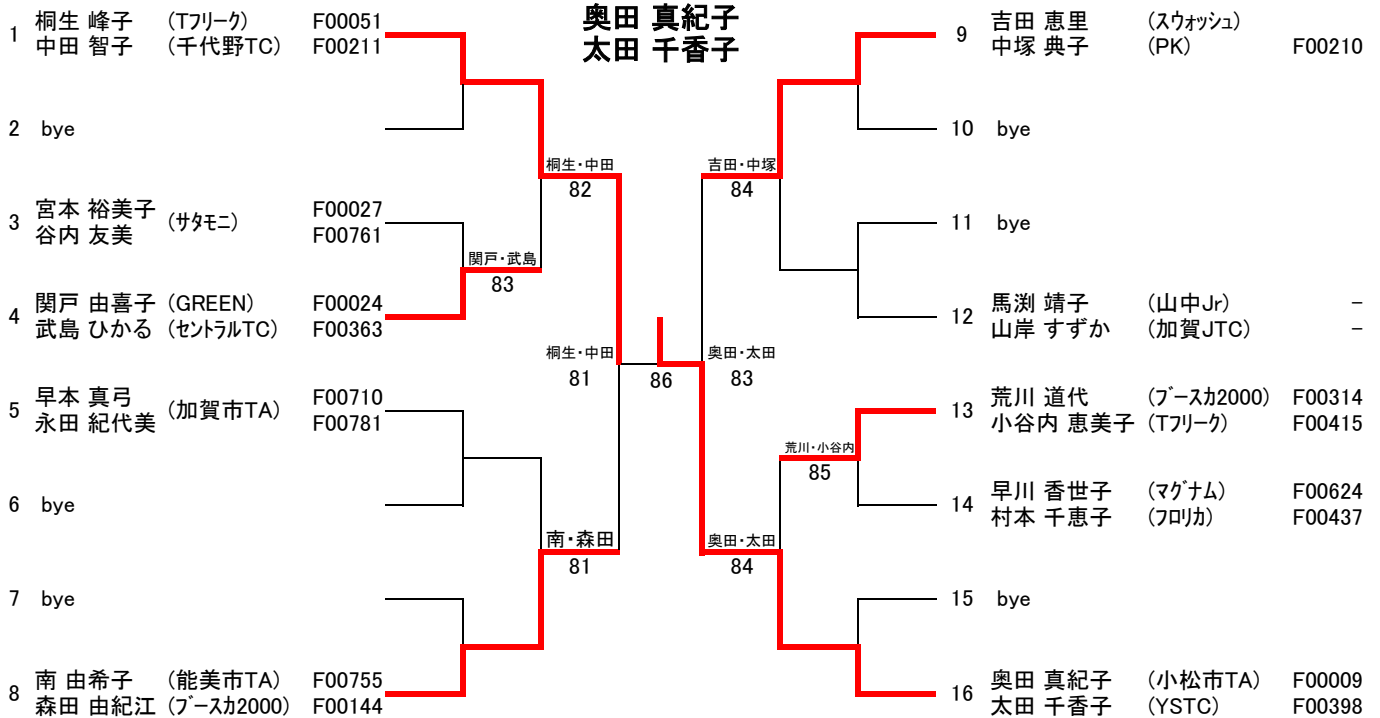 奥田 真紀子
太田 千香子
1 桐生 峰子 (Tフリーク) F00051
中田 智子 (千代野TC) F00211
2 bye
3 宮本 裕美子 (サタモニ) F00027
谷内 友美 F00761
4 関戸 由喜子 (GREEN) F00024
武島 ひかる (セントラルTC) F00363
5 早本 真弓 (加賀市TA) F00710
永田 紀代美 F00781
6 bye
7 bye
8 南 由希子 (能美市TA) F00755
森田 由紀江 (ブースカ2000) F00144
桐生・中田
82
関戸・武島
83
桐生・中田
81
南・森田
81
86
吉田・中塚
84
奥田・太田
83
荒川・小谷内
85
奥田・太田
84
9 吉田 恵里 (スウォッシュ)
中塚 典子 (PK) F00210
10 bye
11 bye
12 馬渕 靖子 (山中Jr) -
山岸 すずか (加賀JTC) -
13 荒川 道代 (ブースカ2000) F00314
小谷内 恵美子 (Tフリーク) F00415
14 早川 香世子 (マグナム) F00624
村本 千恵子 (フロリカ) F00437
15 bye
16 奥田 真紀子 (小松市TA) F00009
太田 千香子 (YSTC) F00398